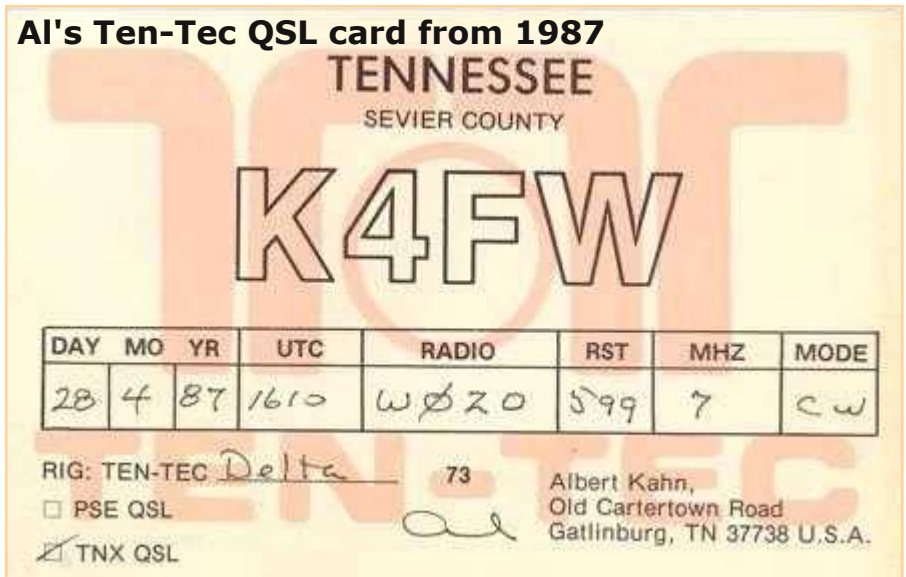 Al's Ten-Tec QSL card from 1987
TENNESSEE
SEVIER COUNTY
K4FW
DAY MO YR UTC RADIO RST MHZ MODE
28 4 87 1610 WØZO 599 7 CW
RIG: TEN-TEC Delta 73
□ PSE QSL
☑ TNX QSL
Al
Albert Kahn,
Old Cartertown Road
Gatlinburg, TN 37738 U.S.A.
TEN-TEC